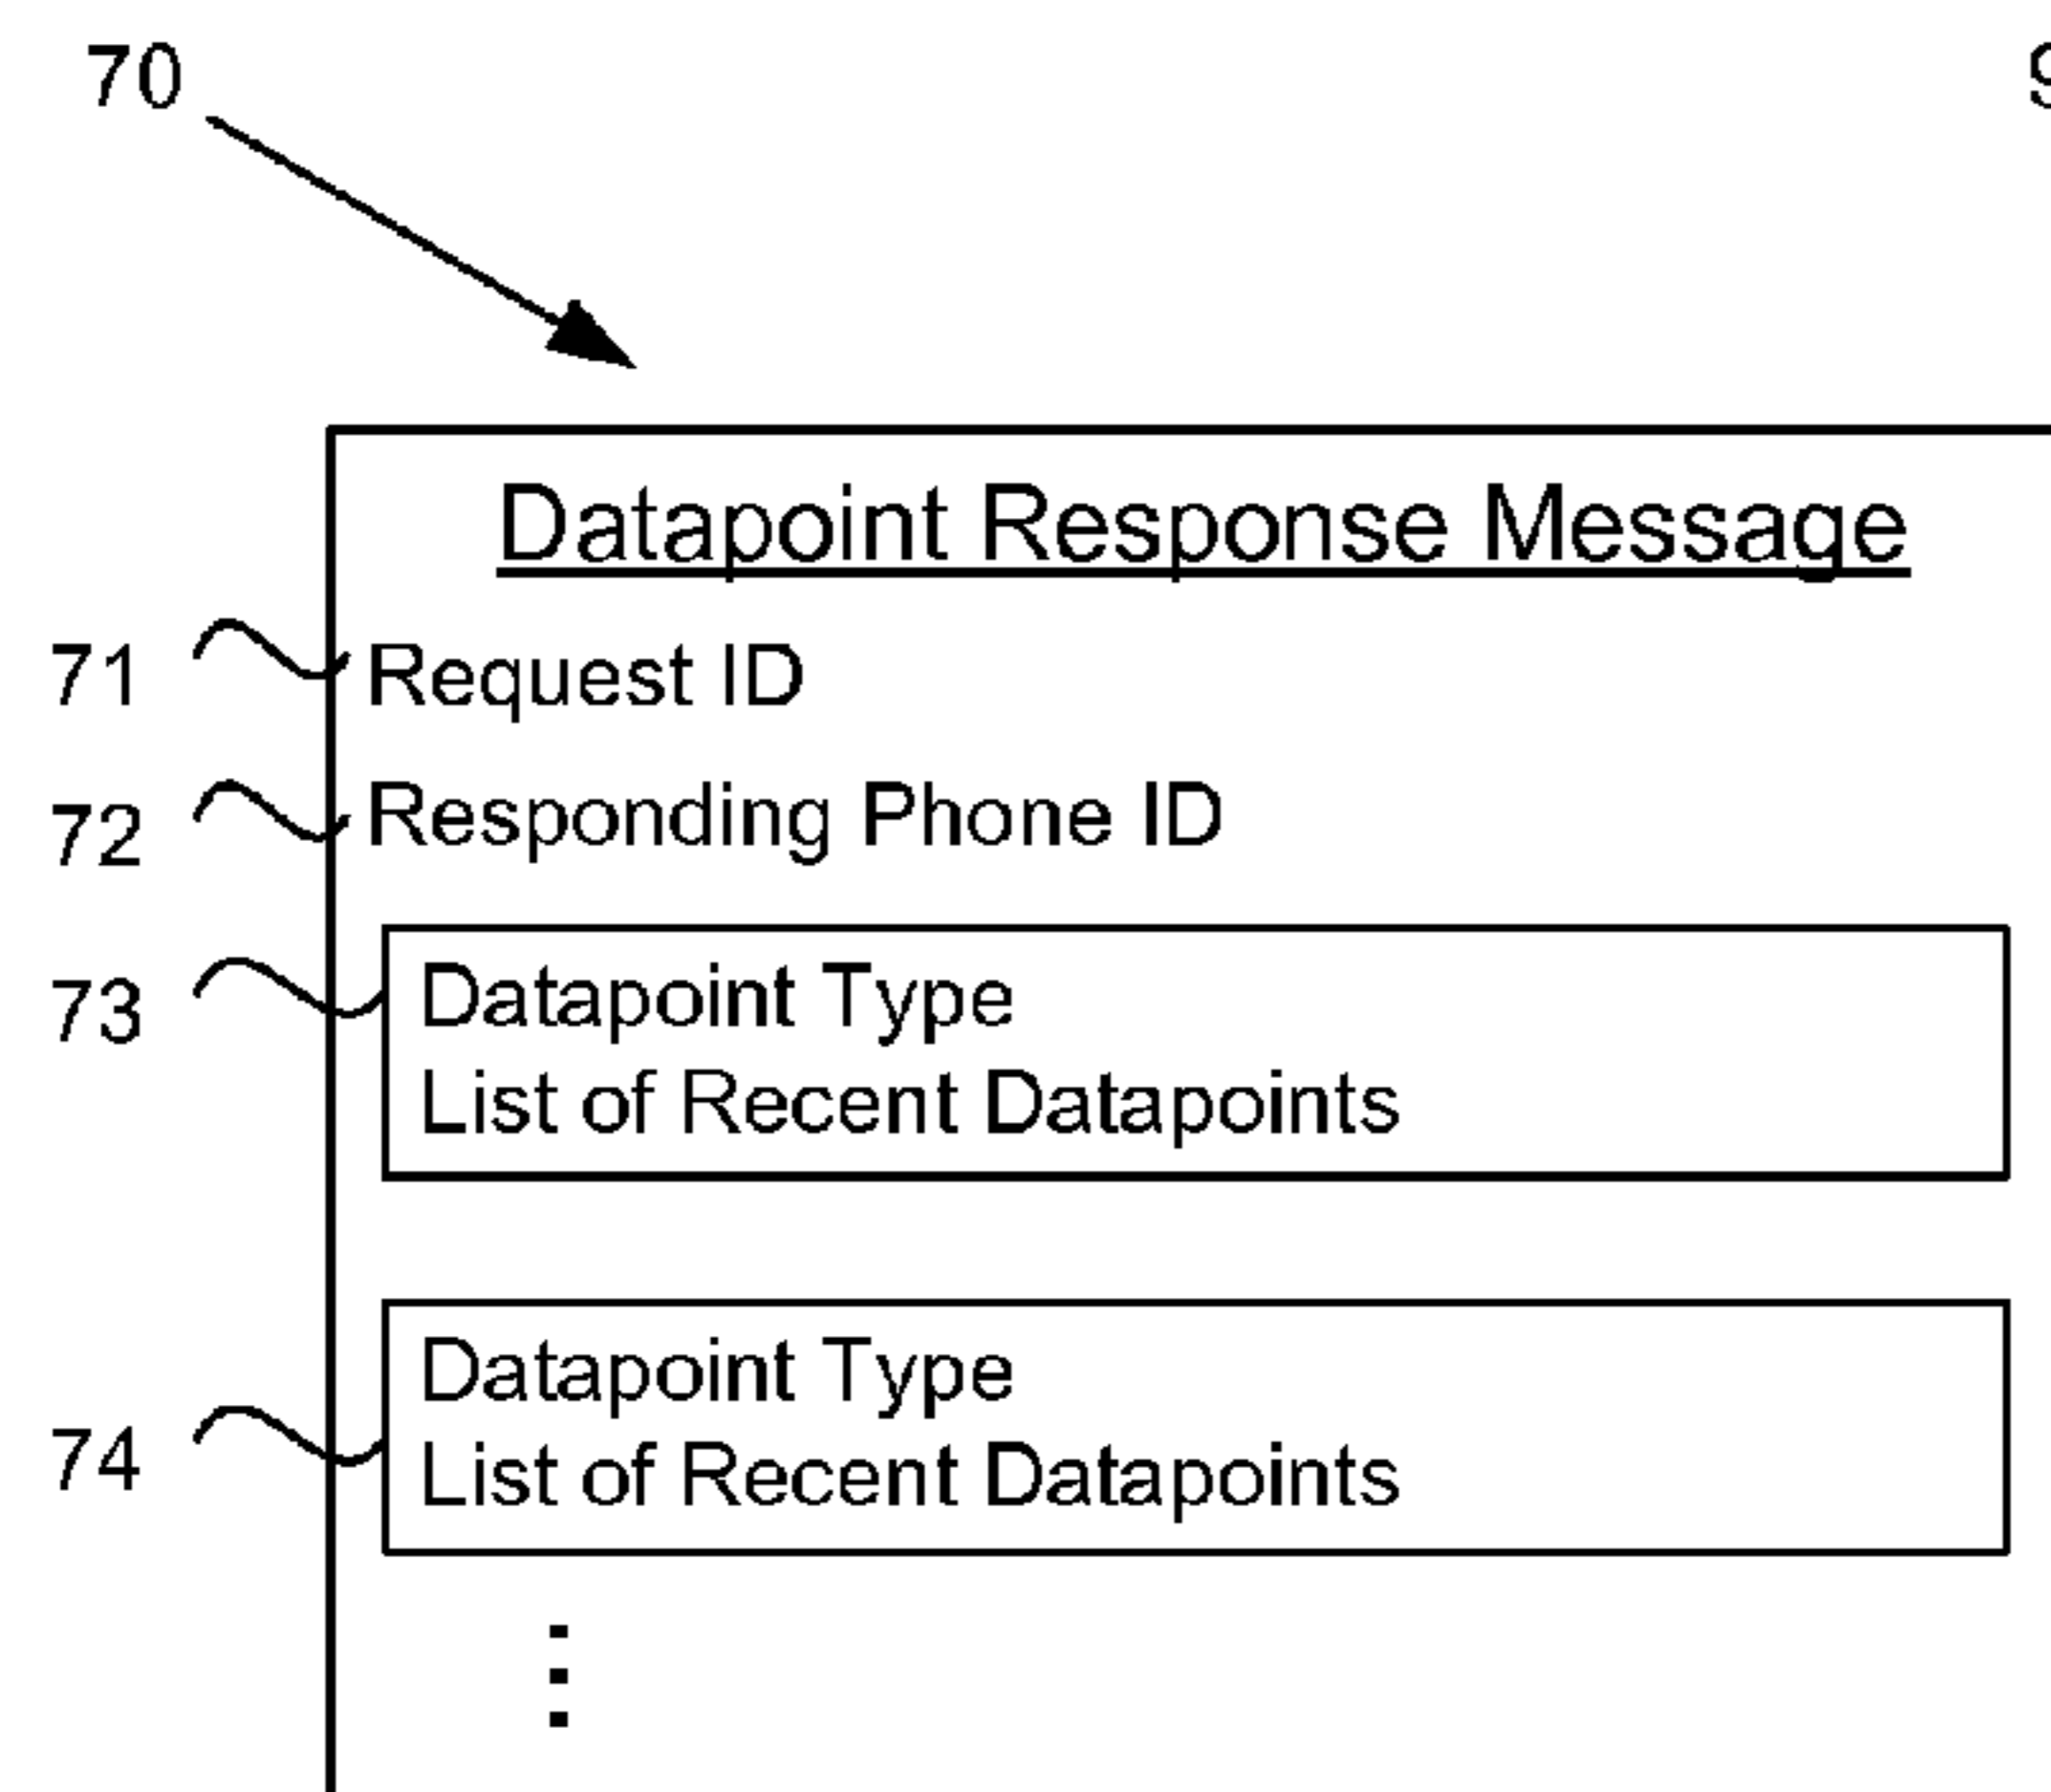 70
Datapoint Response Message
71 Request ID
72 Responding Phone ID
73 Datapoint Type
List of Recent Datapoints
Datapoint Type
74 List of Recent Datapoints